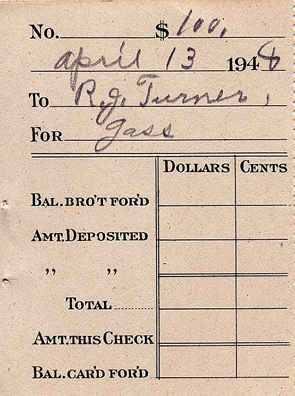 No. $ 100.
April 13 1948
To R.J. Turner,
For Gass
Dollars Cents
Bal. Bro't For'd
Amt. Deposited
,, ,,
Total ..........
Amt. This Check
Bal. Car'd For'd